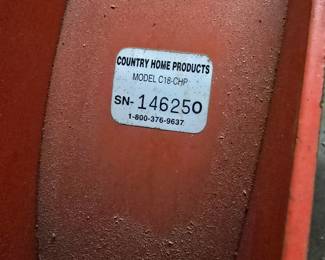 COUNTRY HOME PRODUCTS
MODEL C18-CHP
SN- 146250
1-800-376-9637